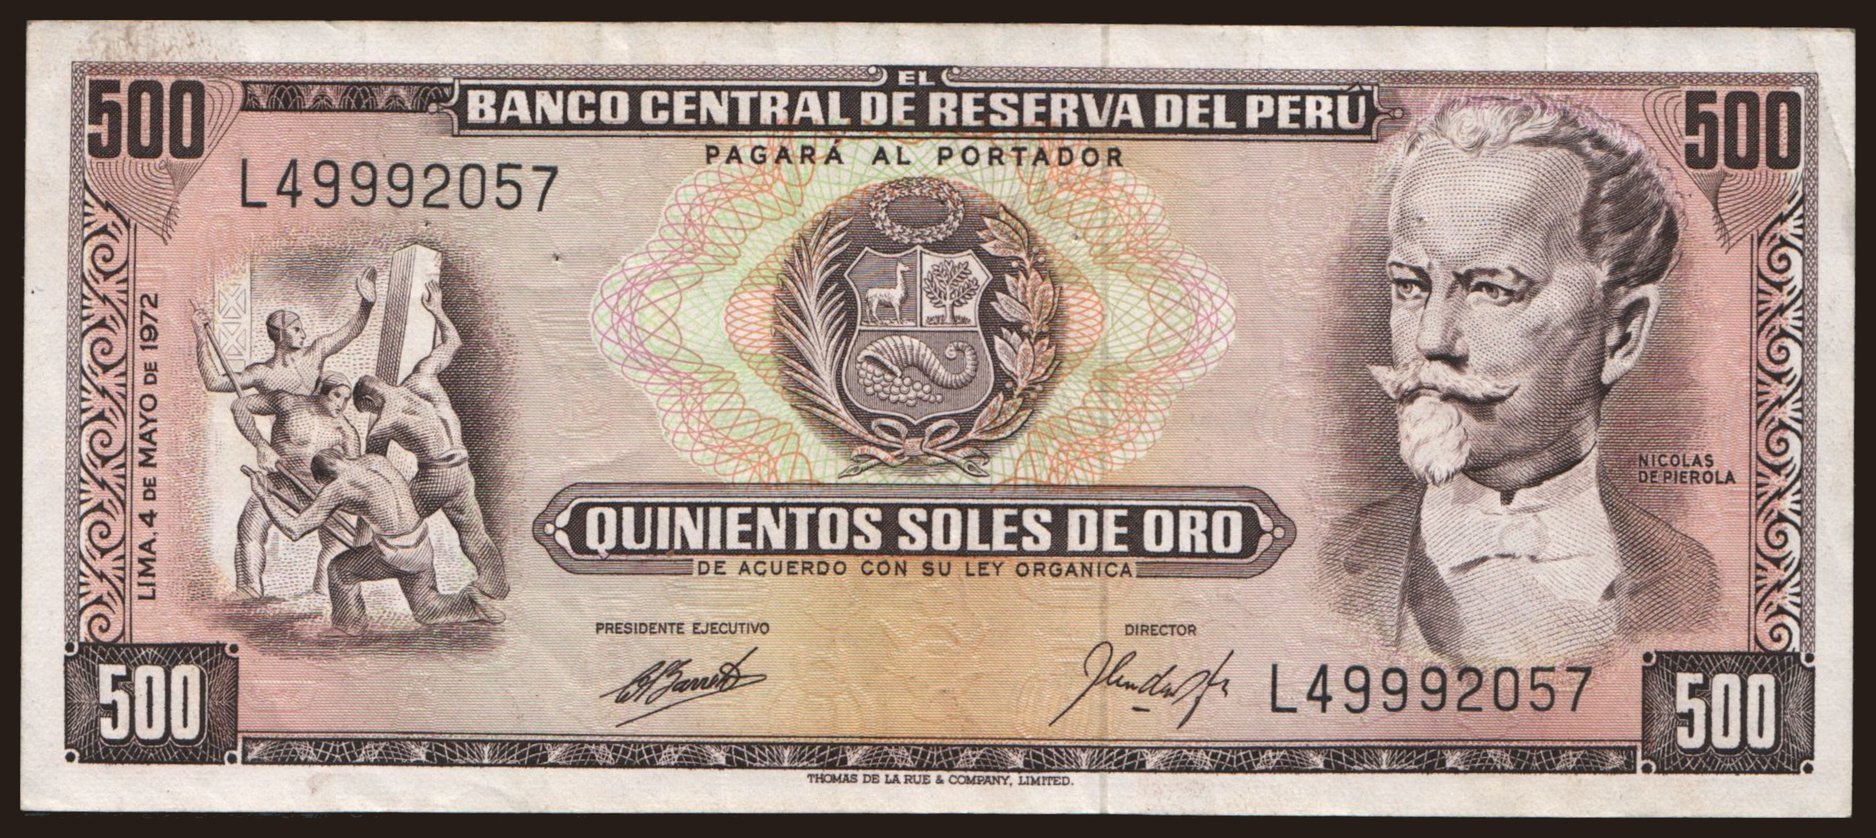 EL
BANCO CENTRAL DE RESERVA DEL PERÚ
500
500
PAGARÁ AL PORTADOR
L49992057
LIMA, 4 DE MAYO DE 1972
NICOLAS
DE PIEROLA
QUINIENTOS SOLES DE ORO
DE ACUERDO CON SU LEY ORGANICA
PRESIDENTE EJECUTIVO
DIRECTOR
L49992057
500
500
THOMAS DE LA RUE & COMPANY, LIMITED.